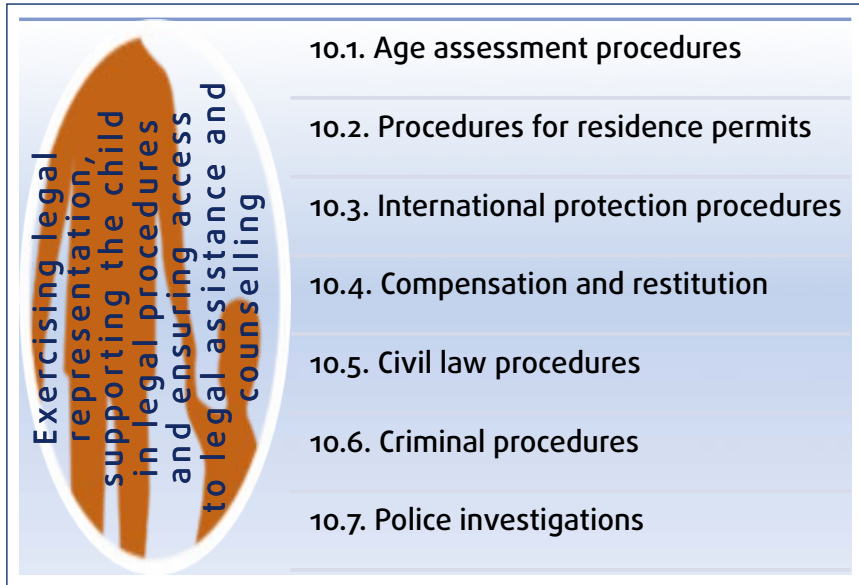 Exercising legal
representation,
supporting the child
in legal procedures
and ensuring access
to legal assistance and
counselling
10.1. Age assessment procedures
10.2. Procedures for residence permits
10.3. International protection procedures
10.4. Compensation and restitution
10.5. Civil law procedures
10.6. Criminal procedures
10.7. Police investigations